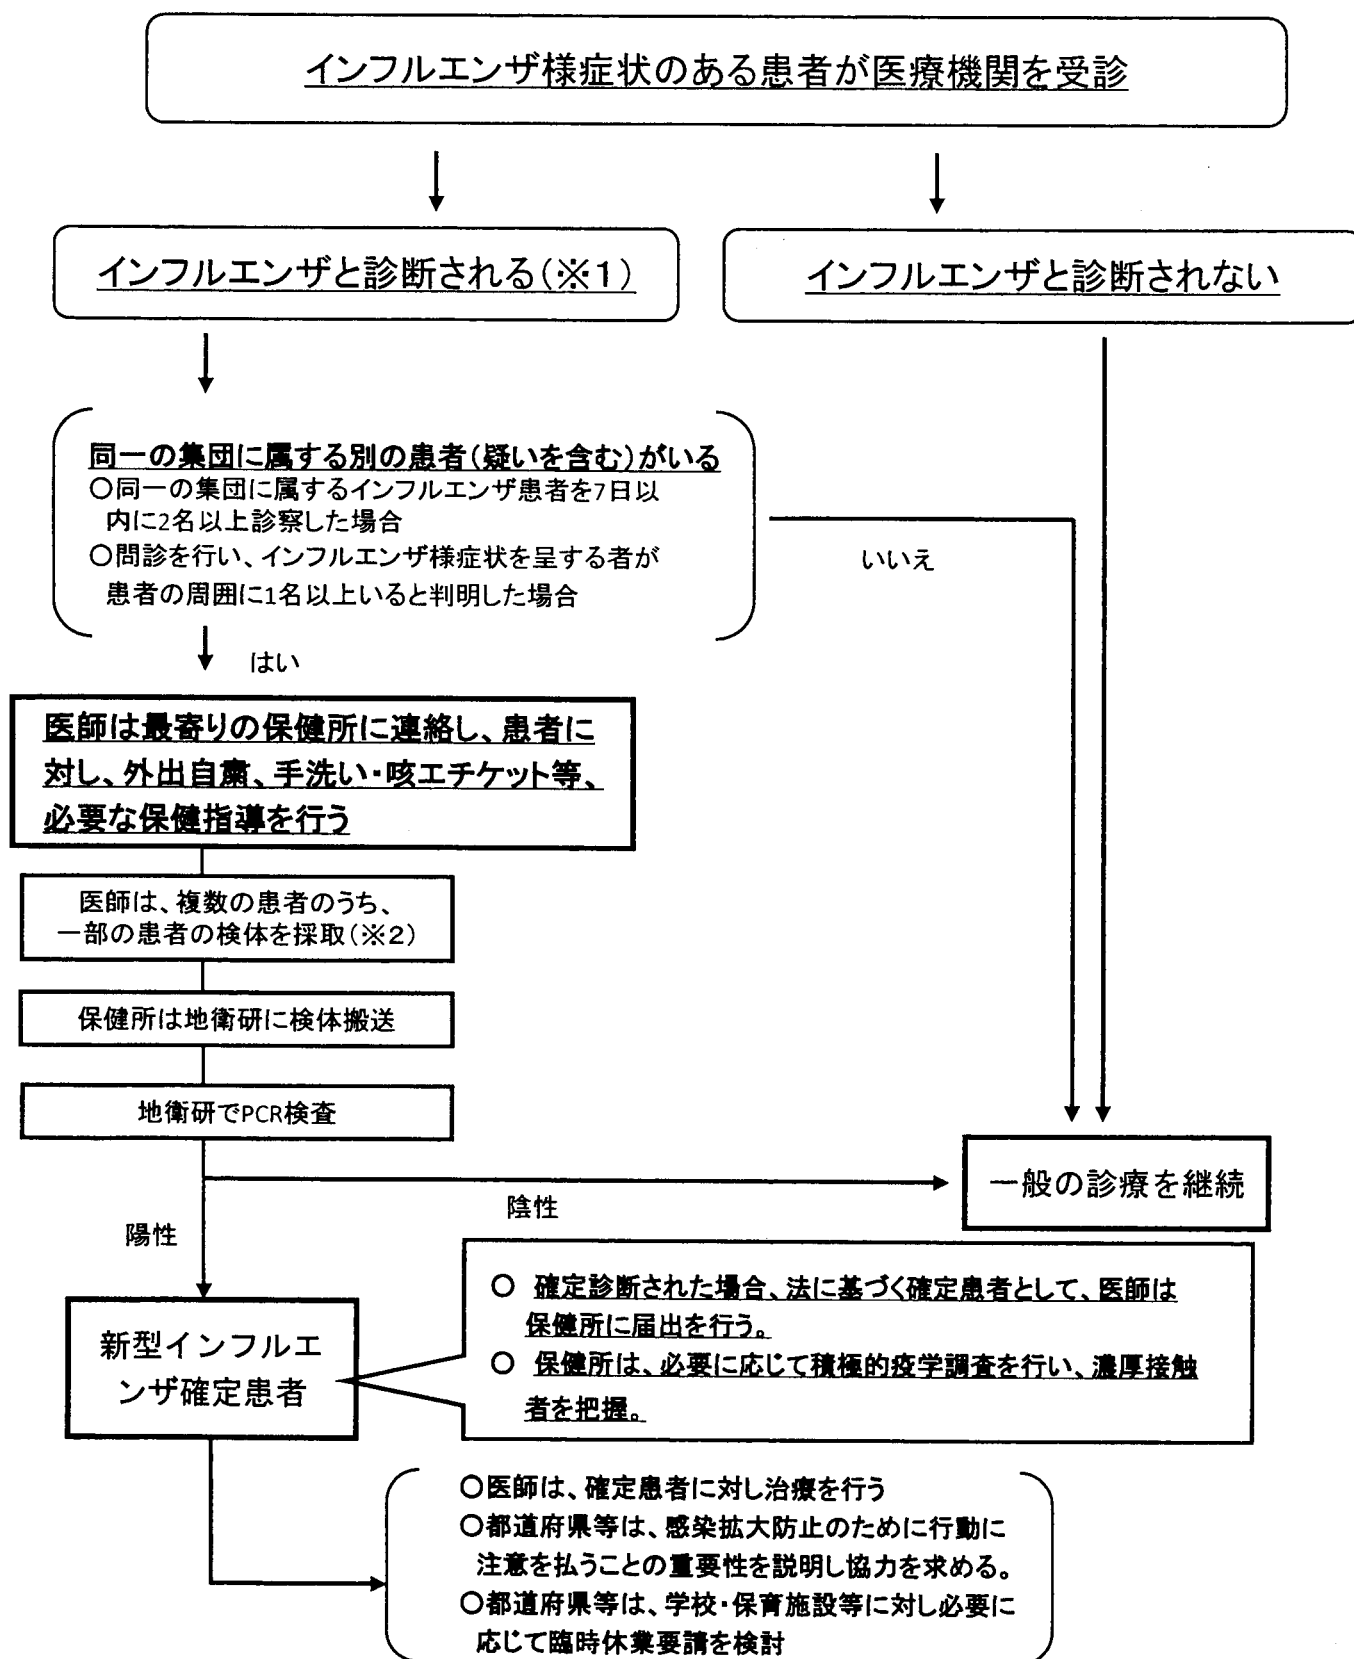 インフルエンザ様症状のある患者が医療機関を受診
インフルエンザと診断される(※1)
インフルエンザと診断されない
同一の集団に属する別の患者(疑いを含む)がいる
○同一の集団に属するインフルエンザ患者を7日以
内に2名以上診察した場合
○問診を行い、インフルエンザ様症状を呈する者が
患者の周囲に1名以上いると判明した場合
いいえ
はい
医師は最寄りの保健所に連絡し、患者に
対し、外出自粛、手洗い・咳エチケット等、
必要な保健指導を行う
医師は、複数の患者のうち、
一部の患者の検体を採取(※2)
保健所は地衛研に検体搬送
地衛研でPCR検査
一般の診療を継続
陰性
陽性
新型インフルエ
ンザ確定患者
○ 確定診断された場合、法に基づく確定患者として、医師は
保健所に届出を行う。
○ 保健所は、必要に応じて積極的疫学調査を行い、濃厚接触
者を把握。
○医師は、確定患者に対し治療を行う
○都道府県等は、感染拡大防止のために行動に
注意を払うことの重要性を説明し協力を求める。
○都道府県等は、学校・保育施設等に対し必要に
応じて臨時休業要請を検討